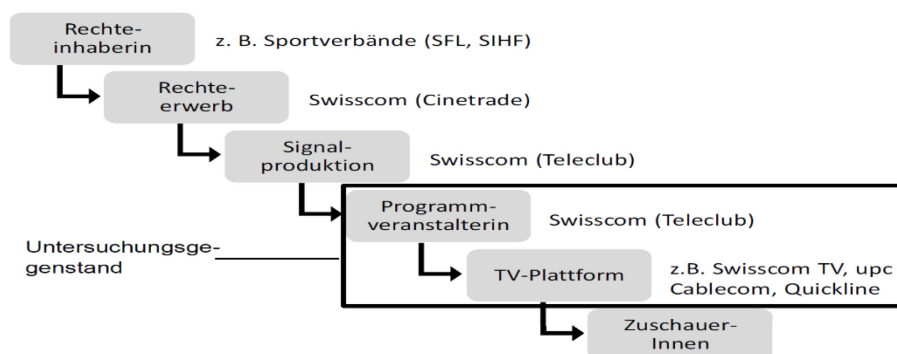 Rechte-
inhaberin
z. B. Sportverbände (SFL, SIHF)
Rechte-
erwerb
Swisscom (Cinetrade)
Signal-
produktion
Swisscom (Teleclub)
Programm-
veranstalterin
Swisscom (Teleclub)
Untersuchungsge-
genstand
TV-Plattform
z.B. Swisscom TV, upc
Cablecom, Quickline
Zuschauer-
Innen